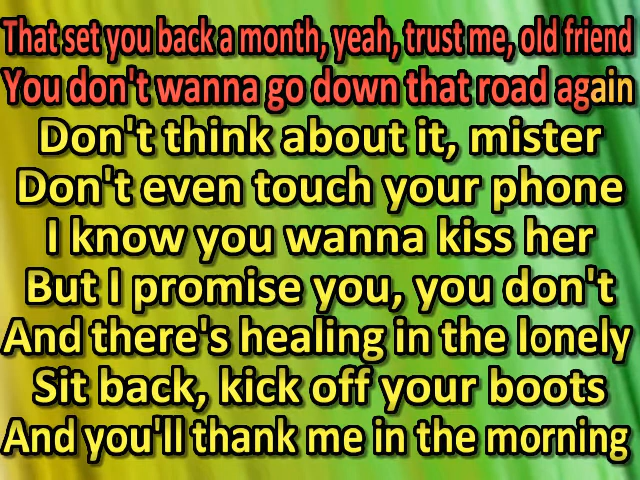 That set you back a month, yeah, trust me, old friend
You don't wanna go down that road again
Don't think about it, mister
Don't even touch your phone
I know you wanna kiss her
But I promise you, you don't
And there's healing in the lonely
Sit back, kick off your boots
And you'll thank me in the morning